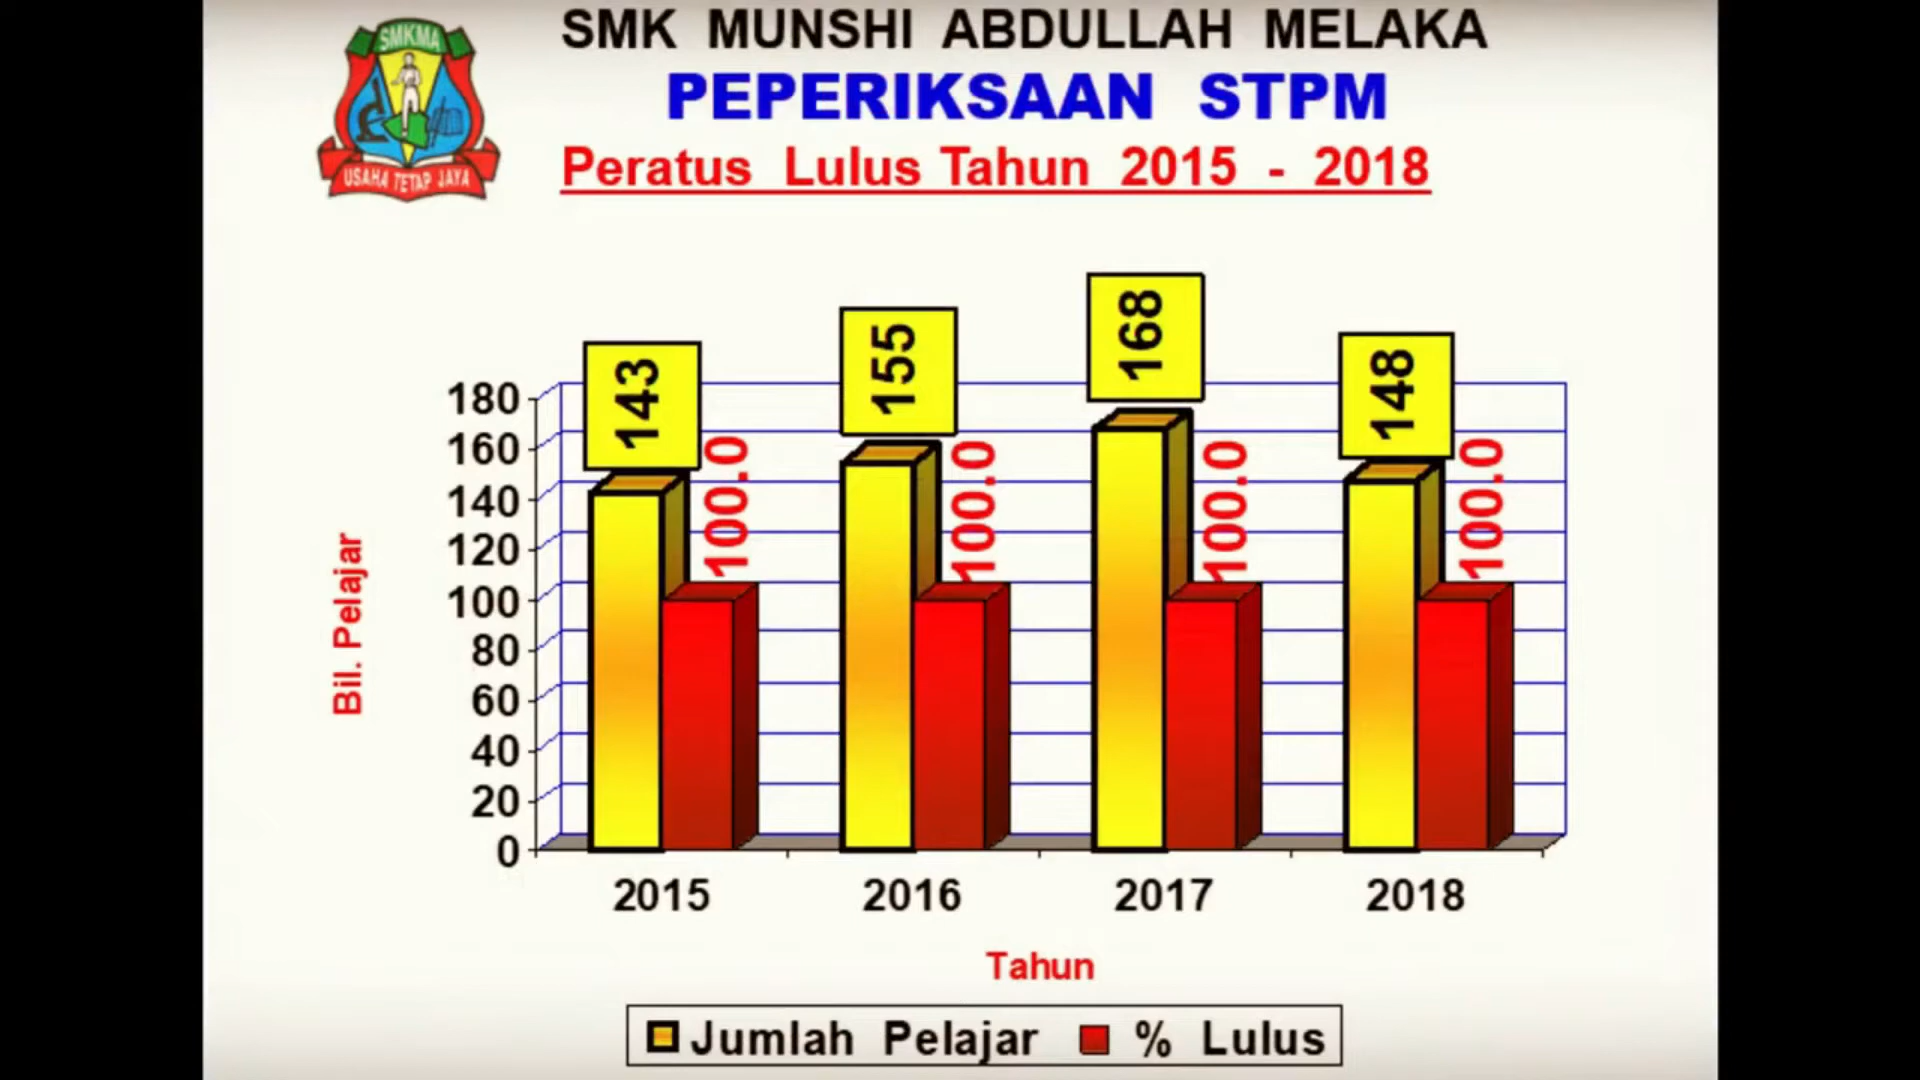 SMKMA
USAHA TETAP JAYA
SMK MUNSHI ABDULLAH MELAKA
PEPERIKSAAN STPM
Peratus Lulus Tahun 2015 - 2018
143
155
168
148
100.0
100.0
100.0
100.0
180
160
140
120
100
80
60
40
20
0
Bil. Pelajar
2015 2016 2017 2018
Tahun
Jumlah Pelajar % Lulus